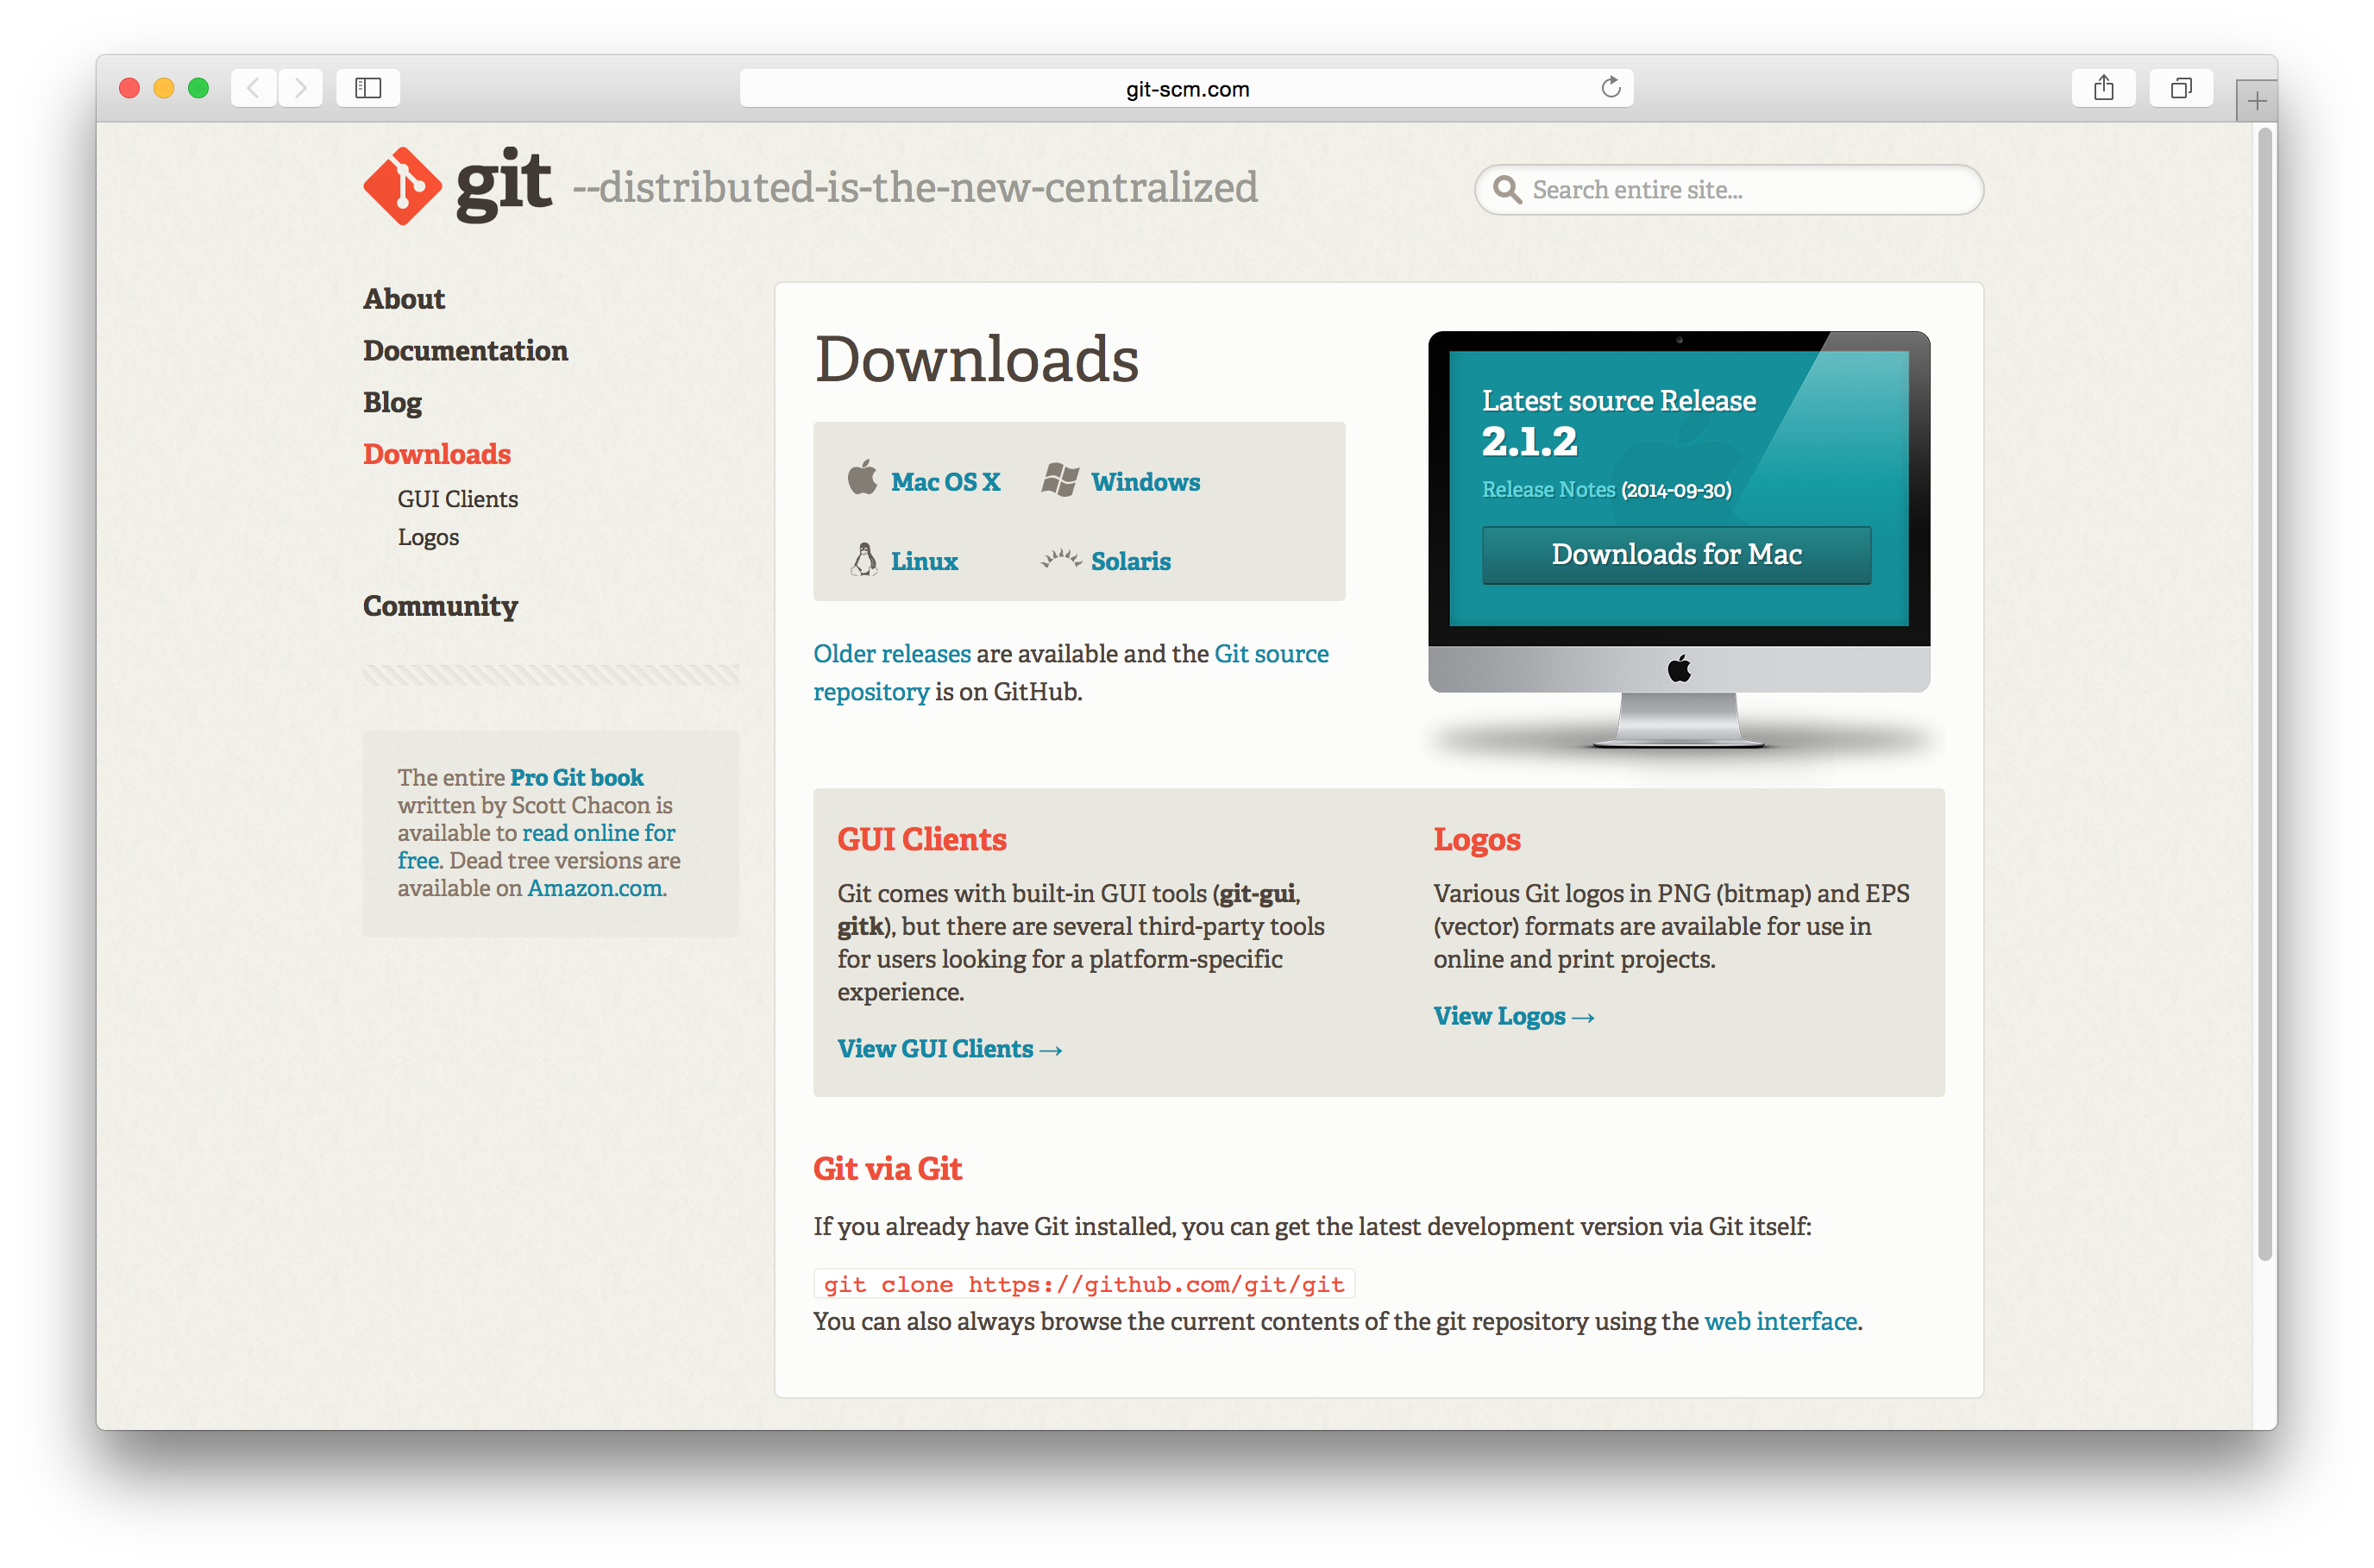 git-scm.com
git --distributed-is-the-new-centralized
Search entire site...
About
Documentation
Blog
Downloads
GUI Clients
Logos
Community
The entire Pro Git book
written by Scott Chacon is
available to read online for
free. Dead tree versions are
available on Amazon.com.
Downloads
Mac OS X
Windows
Linux
Solaris
Older releases are available and the Git source
repository is on GitHub.
Latest source Release
2.1.2
Release Notes (2014-09-30)
Downloads for Mac
GUI Clients
Git comes with built-in GUI tools (git-gui,
gitk), but there are several third-party tools
for users looking for a platform-specific
experience.
View GUI Clients →
Logos
Various Git logos in PNG (bitmap) and EPS
(vector) formats are available for use in
online and print projects.
View Logos →
Git via Git
If you already have Git installed, you can get the latest development version via Git itself:
git clone https://github.com/git/git
You can also always browse the current contents of the git repository using the web interface.